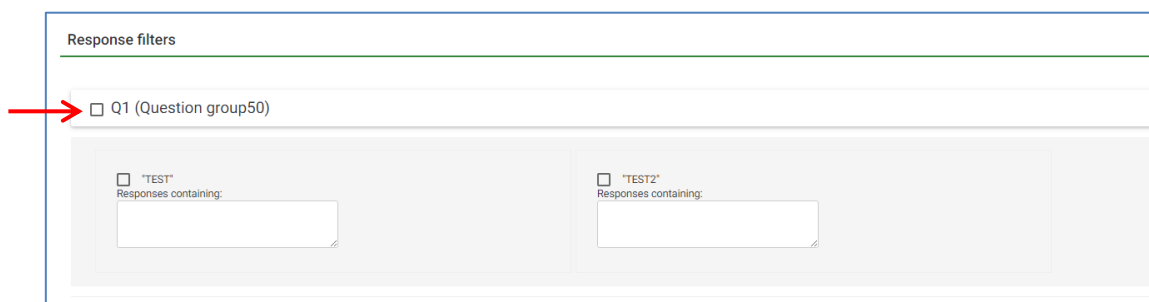 Response filters
Q1 (Question group50)
"TEST"
Responses containing:
"TEST2"
Responses containing: